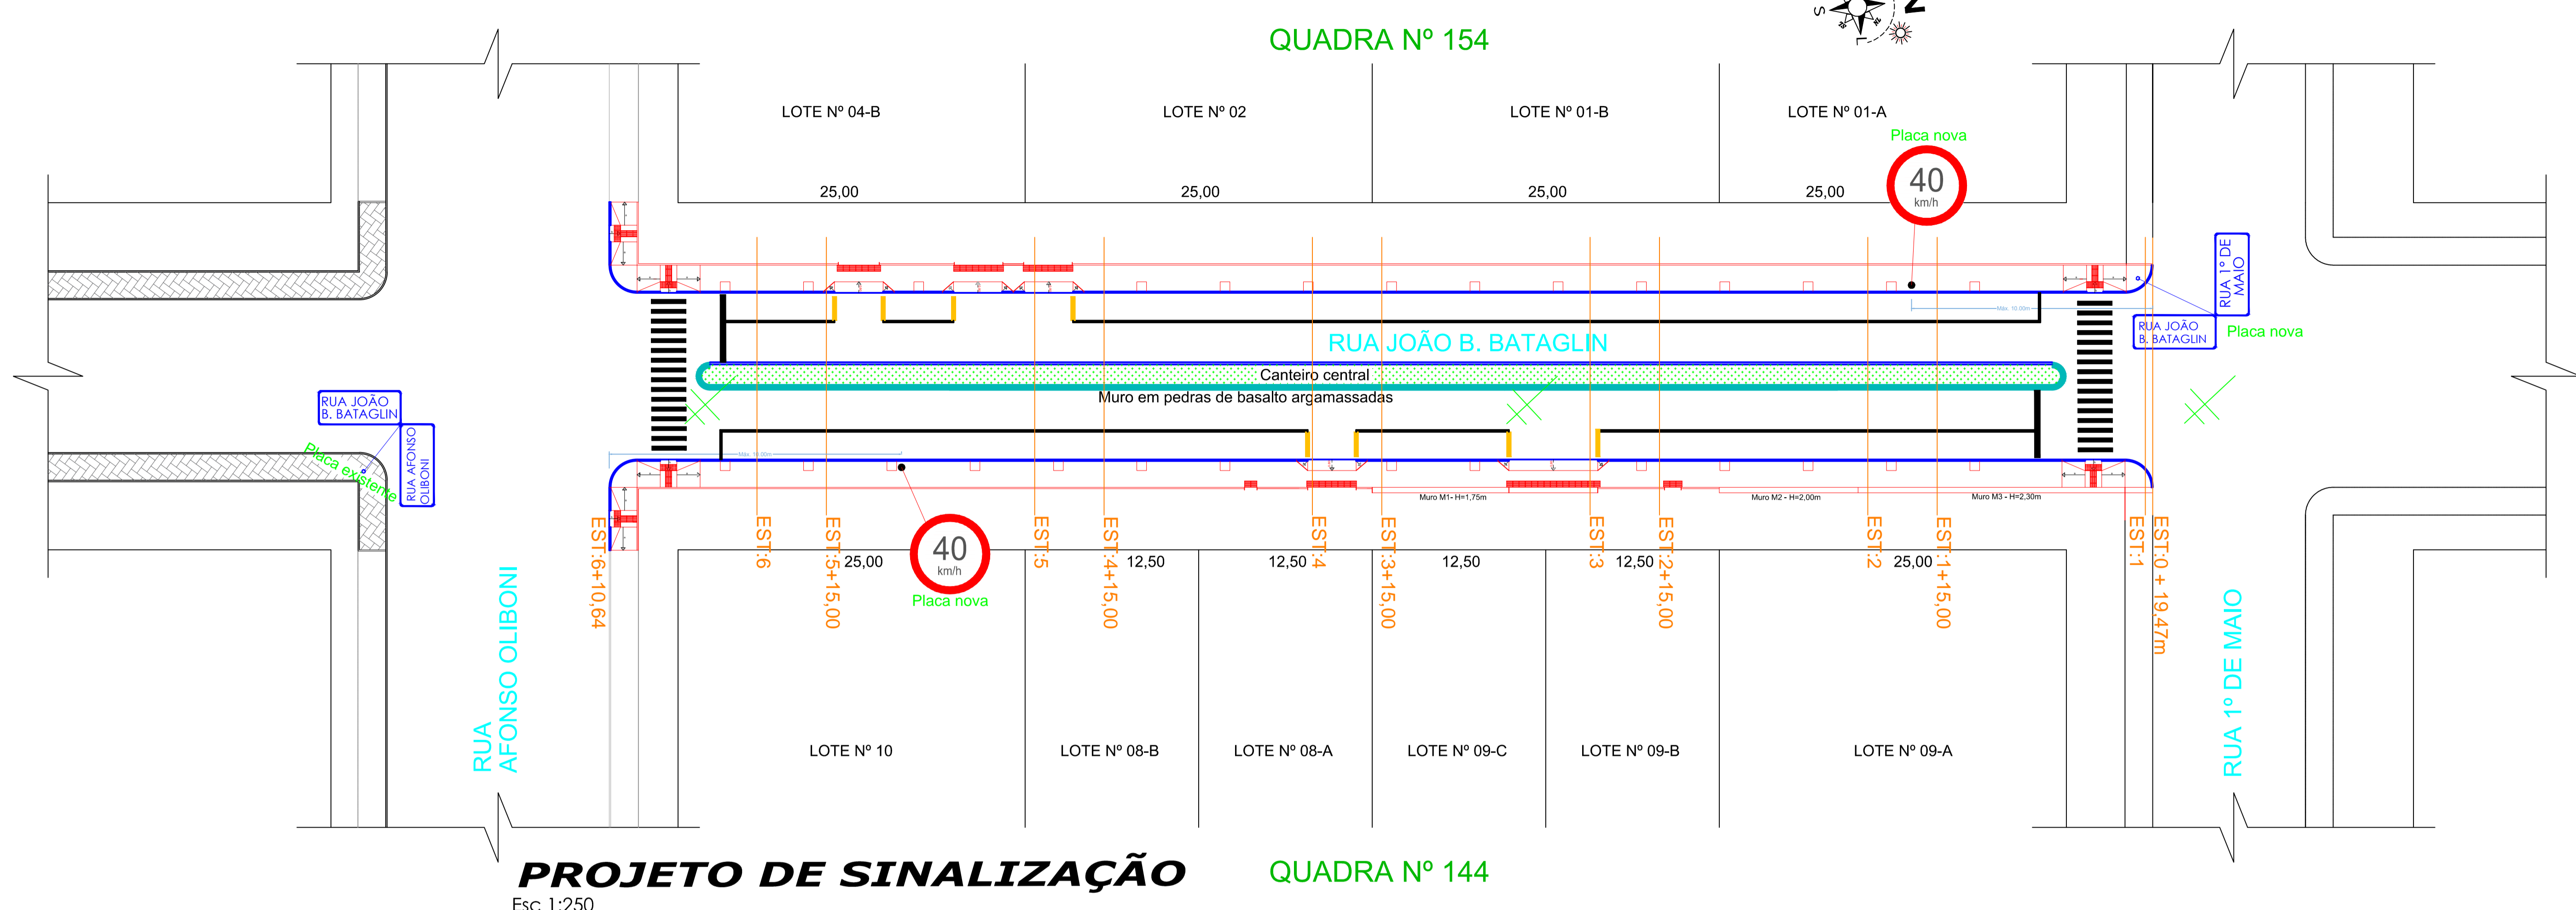 S
N
L
QUADRA Nº 154
LOTE Nº 04-B
LOTE Nº 02
LOTE Nº 01-B
LOTE Nº 01-A
Placa nova
40
km/h
25,00
25,00
25,00
25,00
RUA 1º DE
MAIO
RUA JOÃO
B. BATAGLIN
Placa nova
Máx. 10.00m
RUA JOÃO B. BATAGLIN
Canteiro central
Muro em pedras de basalto argamassadas
RUA JOÃO
B. BATAGLIN
RUA AFONSO
OLIBONI
Placa existente
Máx. 10.00m
Muro M1- H=1,75m
Muro M2 - H=2,00m
Muro M3 - H=2,30m
EST:6+10,64
EST:6
EST:5+15,00
EST:5
EST:4+15,00
EST:4
EST:3+15,00
EST:3
EST:2+15,00
EST:2
EST:1+15,00
EST:1
EST:0 + 19,47m
25,00
40
km/h
Placa nova
12,50
12,50
12,50
12,50
25,00
RUA
AFONSO OLIBONI
RUA 1º DE MAIO
LOTE Nº 10
LOTE Nº 08-B
LOTE Nº 08-A
LOTE Nº 09-C
LOTE Nº 09-B
LOTE Nº 09-A
PROJETO DE SINALIZAÇÃO
QUADRA Nº 144
Esc 1:250